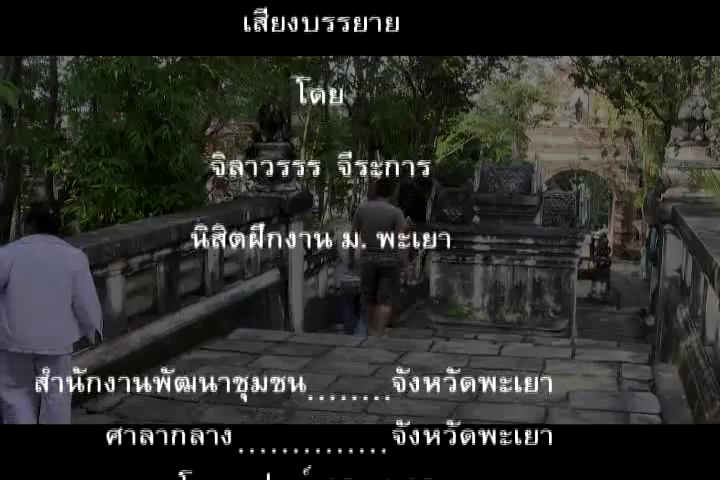 เสียงบรรยาย
โดย
จิลาวรรร จีระการ
นิสิตฝึกงาน ม. พะเยา
สำนักงานพัฒนาชุมชน........จังหวัดพะเยา
ศาลากลาง..............จังหวัดพะเยา